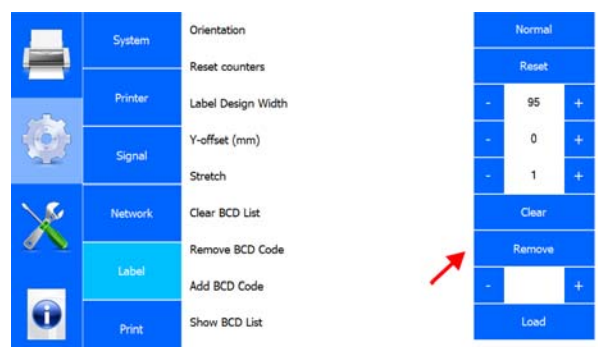 System
Printer
Signal
Network
Label
Print
Orientation Normal
Reset counters Reset
Label Design Width - 95 +
Y-offset (mm) - 0 +
Stretch - 1 +
Clear BCD List Clear
Remove BCD Code Remove
Add BCD Code - +
Show BCD List Load